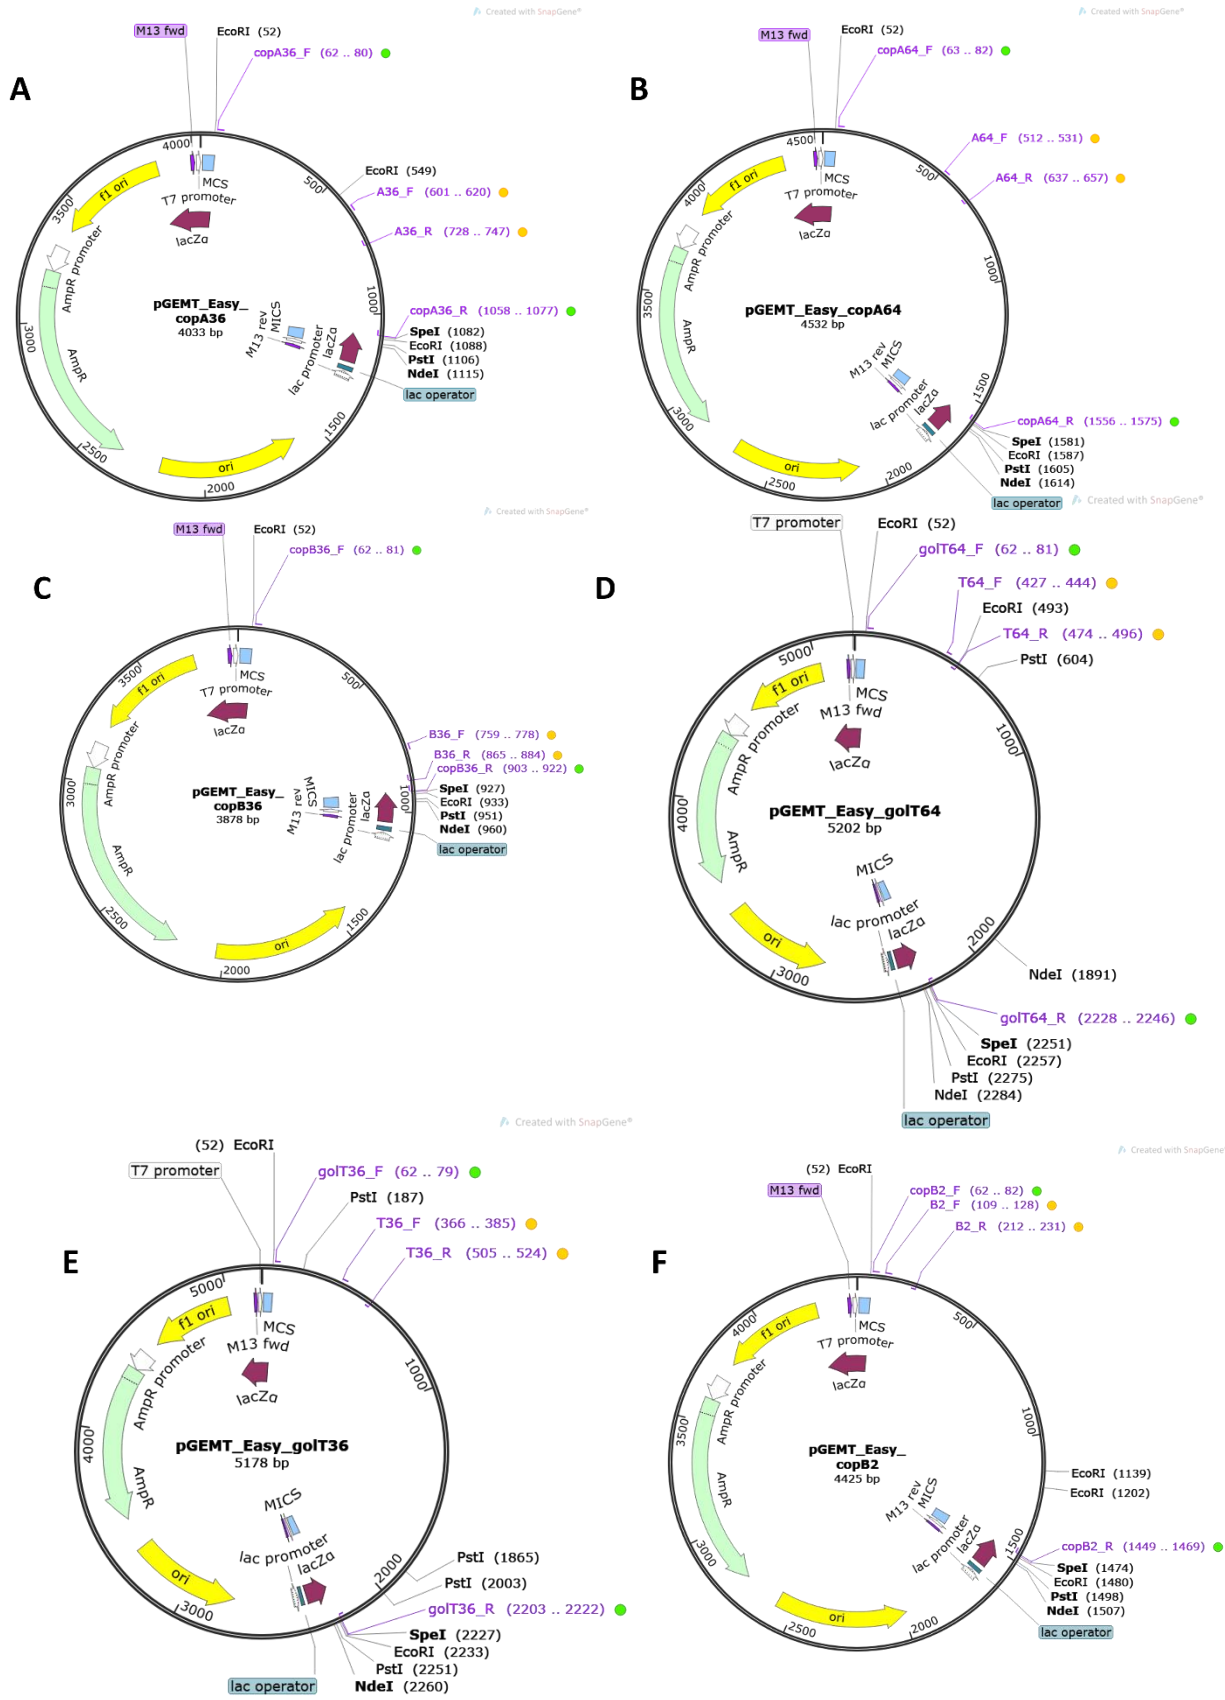 Created with SnapGene®
A
M13 fwd
EcoRI (52)
copA36_F (62 .. 80)
4000
EcoRI (549)
500
A36_F (601 .. 620)
A36_R (728 .. 747)
f1 ori
MCS
T7 promoter
lacZα
3500
AmpR promoter
pGEMT_Easy_
copA36
4033 bp
1000
copA36_R (1058 .. 1077)
SpeI (1082)
EcoRI (1088)
PstI (1106)
NdeI (1115)
lac operator
M13 rev
MICS
lac promoter
lacZα
3000
AmpR
2500
ori
2000
1500
Created with SnapGene®
B
M13 fwd
EcoRI (52)
copA64_F (63 .. 82)
4500
A64_F (512 .. 531)
500
A64_R (637 .. 657)
f1 ori
MCS
T7 promoter
lacZα
4000
AmpR promoter
1000
pGEMT_Easy_copA64
4532 bp
3500
AmpR
M13 rev
MICS
lac promoter
lacZα
1500
copA64_R (1556 .. 1575)
SpeI (1581)
EcoRI (1587)
PstI (1605)
NdeI (1614)
lac operator
3000
ori
2500
2000
Created with SnapGene®
C
M13 fwd
EcoRI (52)
copB36_F (62 .. 81)
3500
f1 ori
MCS
T7 promoter
lacZα
500
AmpR promoter
B36_F (759 .. 778)
B36_R (865 .. 884)
copB36_R (903 .. 922)
SpeI (927)
EcoRI (933)
PstI (951)
NdeI (960)
lac operator
1000
pGEMT_Easy_
copB36
3878 bp
M13 rev
MICS
lac promoter
lacZα
3000
AmpR
2500
ori
2000
1500
Created with SnapGene®
D
T7 promoter
EcoRI (52)
golT64_F (62 .. 81)
T64_F (427 .. 444)
EcoRI (493)
T64_R (474 .. 496)
PstI (604)
5000
f1 ori
MCS
M13 fwd
lacZα
AmpR promoter
1000
pGEMT_Easy_golT64
5202 bp
4000
AmpR
MICS
lac promoter
lacZα
ori
3000
2000
NdeI (1891)
golT64_R (2228 .. 2246)
SpeI (2251)
EcoRI (2257)
PstI (2275)
NdeI (2284)
lac operator
Created with SnapGene®
E
(52) EcoRI
T7 promoter
golT36_F (62 .. 79)
PstI (187)
T36_F (366 .. 385)
T36_R (505 .. 524)
5000
f1 ori
MCS
M13 fwd
lacZα
AmpR promoter
1000
pGEMT_Easy_golT36
5178 bp
4000
AmpR
MICS
lac promoter
lacZα
ori
3000
2000
PstI (1865)
PstI (2003)
golT36_R (2203 .. 2222)
SpeI (2227)
EcoRI (2233)
PstI (2251)
NdeI (2260)
lac operator
Created with SnapGene®
F
(52) EcoRI
M13 fwd
copB2_F (62 .. 82)
B2_F (109 .. 128)
B2_R (212 .. 231)
4000
f1 ori
MCS
T7 promoter
lacZα
500
AmpR promoter
3500
1000
pGEMT_Easy_
copB2
4425 bp
EcoRI (1139)
EcoRI (1202)
AmpR
M13 rev
MICS
lac promoter
lacZα
1500
copB2_R (1449 .. 1469)
SpeI (1474)
EcoRI (1480)
PstI (1498)
NdeI (1507)
lac operator
3000
ori
2500
2000